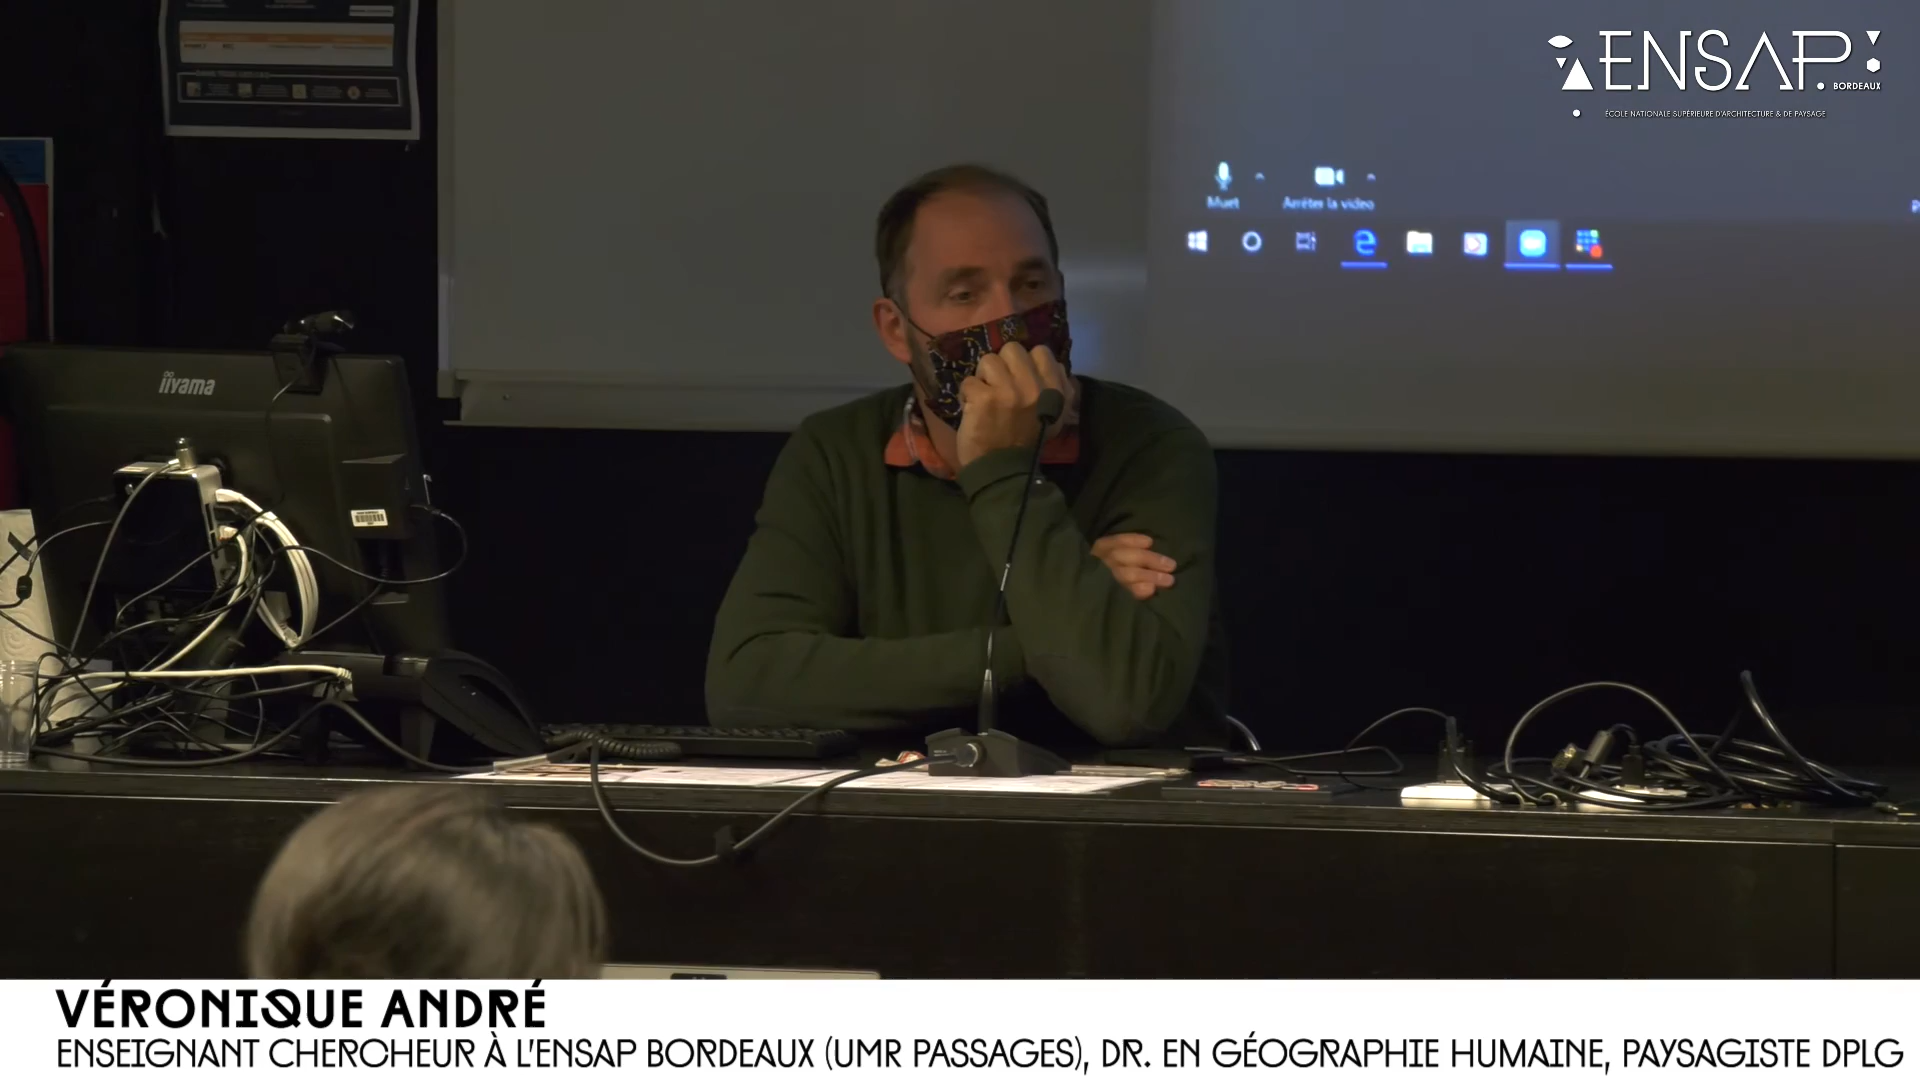 ENSAP.
BORDEAUX
ÉCOLE NATIONALE SUPÉRIEURE D'ARCHITECTURE & DE PAYSAGE
Muet
Arrêter la vidéo
iiyama
VÉRONIQUE ANDRÉ
ENSEIGNANT CHERCHEUR À L'ENSAP BORDEAUX (UMR PASSAGES), DR. EN GÉOGRAPHIE HUMAINE, PAYSAGISTE DPLG